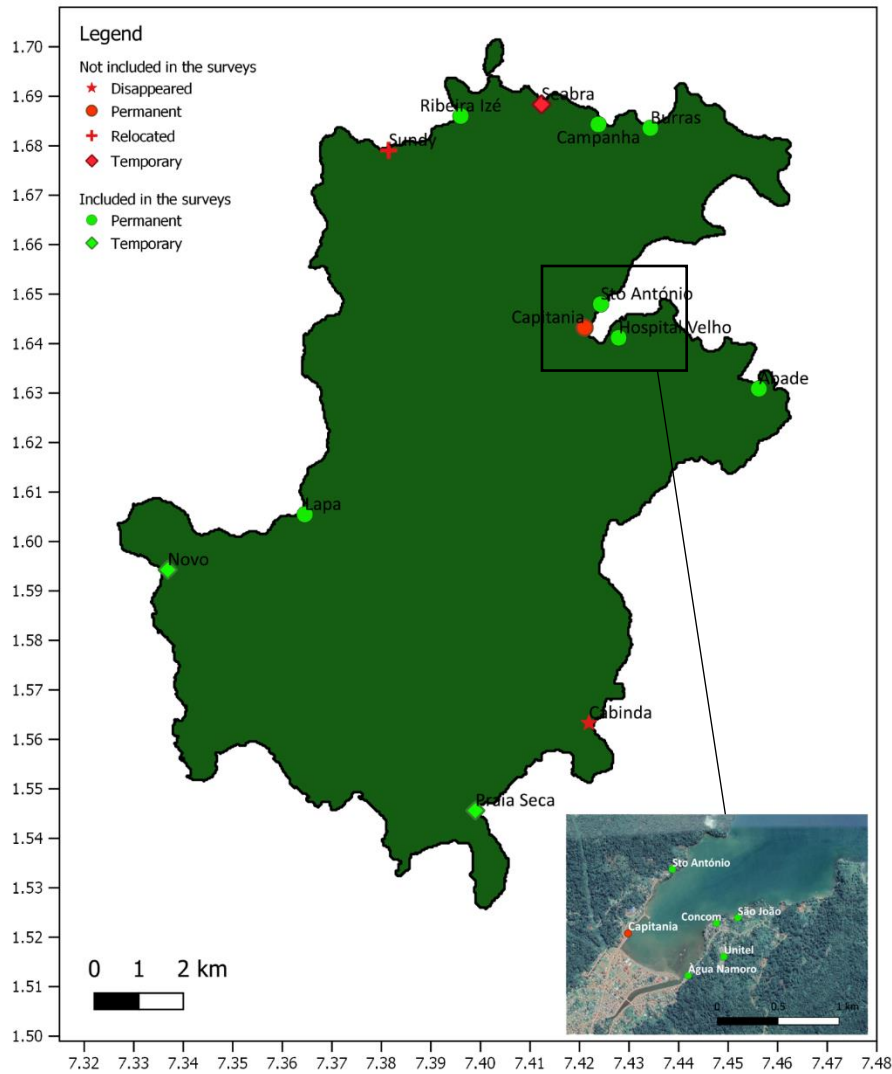 Legend
Not included in the surveys
Disappeared
Permanent
Relocated
Temporary
Included in the surveys
Permanent
Temporary
Seabra
Ribeira Izé
Burras
Campanha
Sundy
Sto António
Capitania
Hospital Velho
Abade
Lapa
Novo
Cabinda
Praia Seca
Sto António
São João
Concom
Capitania
Unitel
Àgua Namoro
0 0.5 1 km
0 1 2 km
1.70
1.69
1.68
1.67
1.66
1.65
1.64
1.63
1.62
1.61
1.60
1.59
1.58
1.57
1.56
1.55
1.54
1.53
1.52
1.51
1.50
7.32 7.33 7.34 7.35 7.36 7.37 7.38 7.39 7.40 7.41 7.42 7.43 7.44 7.45 7.46 7.47 7.48